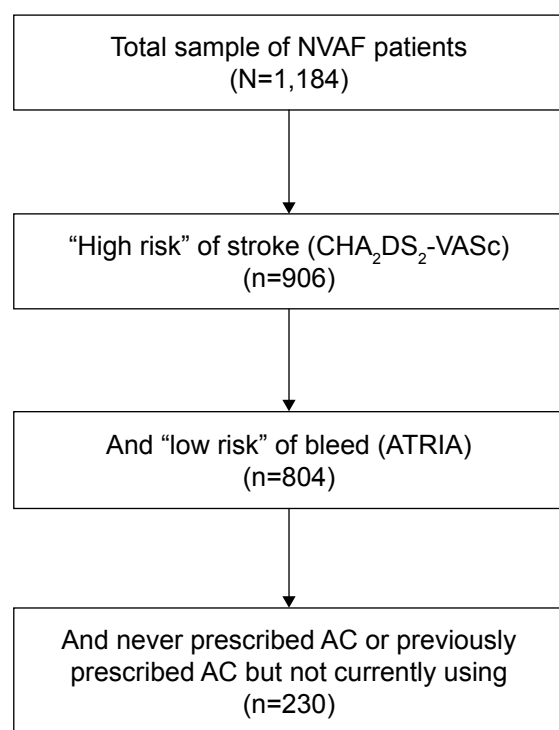 Total sample of NVAF patients
(N=1,184)
“High risk” of stroke (CHA₂DS₂-VASc)
(n=906)
And “low risk” of bleed (ATRIA)
(n=804)
And never prescribed AC or previously
prescribed AC but not currently using
(n=230)